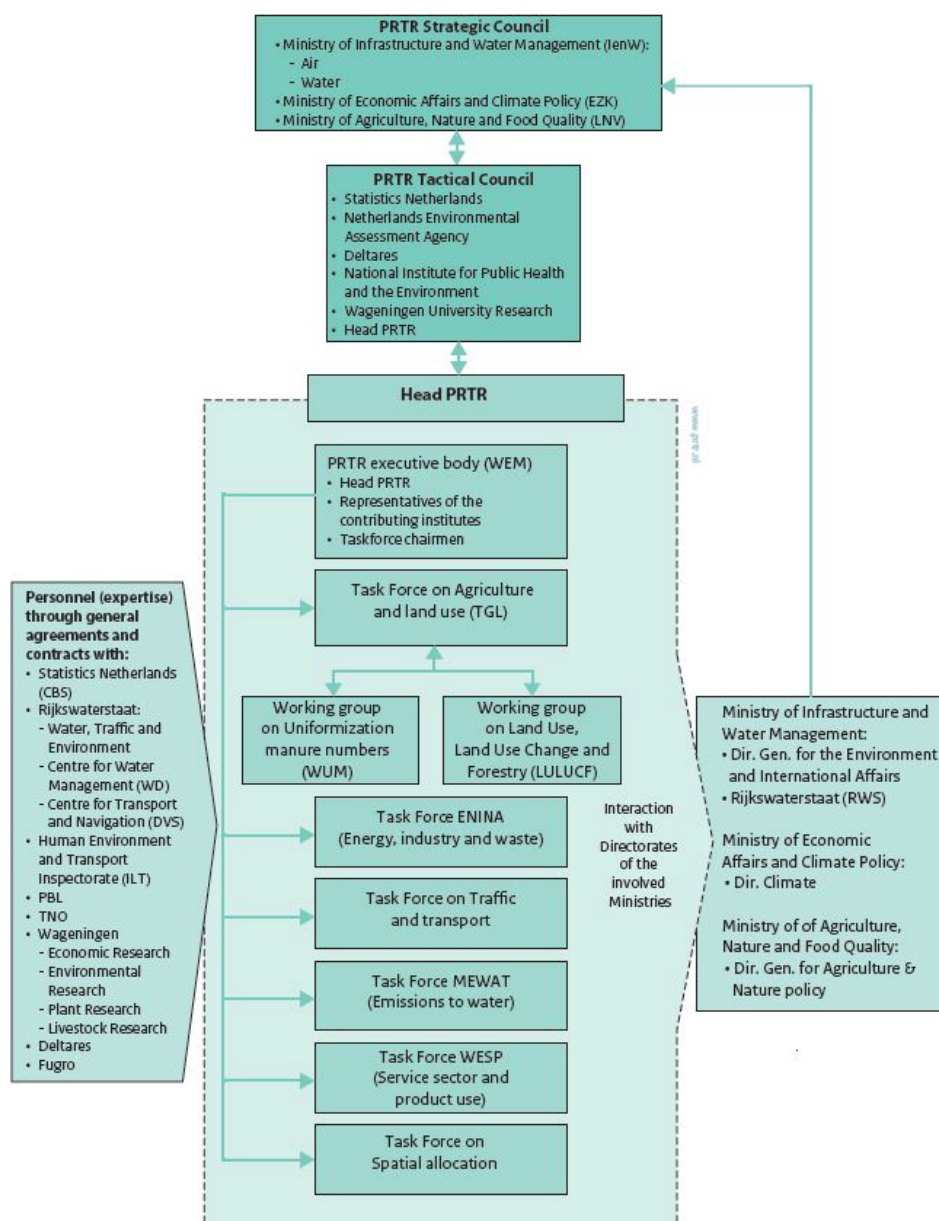 PRTR Strategic Council
• Ministry of Infrastructure and Water Management (IenW):
- Air
- Water
• Ministry of Economic Affairs and Climate Policy (EZK)
• Ministry of Agriculture, Nature and Food Quality (LNV)
PRTR Tactical Council
• Statistics Netherlands
• Netherlands Environmental
Assessment Agency
• Deltares
• National Institute for Public Health
and the Environment
• Wageningen University Research
• Head PRTR
Head PRTR
www.prtr.nl
PRTR executive body (WEM)
• Head PRTR
• Representatives of the
contributing institutes
• Taskforce chairmen
Personnel (expertise)
through general
agreements and
contracts with:
• Statistics Netherlands
(CBS)
• Rijkswaterstaat:
- Water, Traffic and
Environment
- Centre for Water
Management (WD)
- Centre for Transport
and Navigation (DVS)
• Human Environment
and Transport
Inspectorate (ILT)
• PBL
• TNO
• Wageningen
- Economic Research
- Environmental
Research
- Plant Research
- Livestock Research
• Deltares
• Fugro
Task Force on Agriculture
and land use (TGL)
Working group
on Uniformization
manure numbers
(WUM)
Working group
on Land Use,
Land Use Change and
Forestry (LULUCF)
Task Force ENINA
(Energy, industry and waste)
Task Force on Traffic
and transport
Task Force MEWAT
(Emissions to water)
Task Force WESP
(Service sector and
product use)
Task Force on
Spatial allocation
Interaction
with
Directorates
of the
involved
Ministries
Ministry of Infrastructure and
Water Management:
• Dir. Gen. for the Environment
and International Affairs
• Rijkswaterstaat (RWS)
Ministry of Economic
Affairs and Climate Policy:
• Dir. Climate
Ministry of of Agriculture,
Nature and Food Quality:
• Dir. Gen. for Agriculture &
Nature policy